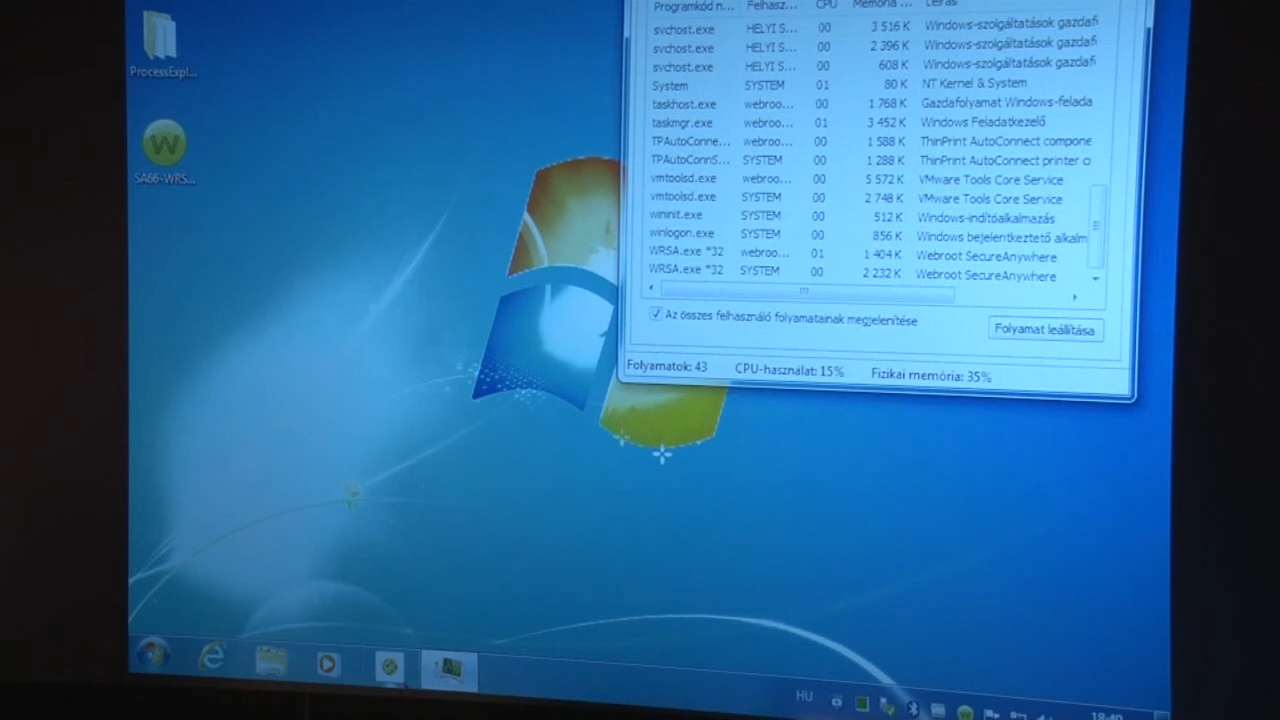 Programkód n... Felhasz... CPU Memória ... Leírás
svchost.exe HELYI S... 00 3 516 K Windows-szolgáltatások gazdaf
svchost.exe HELYI S... 00 2 396 K Windows-szolgáltatások gazdaf
svchost.exe HELYI S... 00 608 K Windows-szolgáltatások gazdaf
System SYSTEM 01 80 K NT Kernel & System
taskhost.exe webroo... 00 1 768 K Gazdafolyamat Windows-felada
taskmgr.exe webroo... 01 3 452 K Windows Feladatkezelő
TPAutoConne... webroo... 00 1 588 K ThinPrint AutoConnect compone
TPAutoConnS... SYSTEM 00 1 288 K ThinPrint AutoConnect printer c
vmtoolsd.exe webroo... 00 5 572 K VMware Tools Core Service
vmtoolsd.exe SYSTEM 00 2 748 K VMware Tools Core Service
wininit.exe SYSTEM 00 512 K Windows-indítóalkalmazás
winlogon.exe SYSTEM 00 856 K Windows bejelentkeztető alkalm
WRSA.exe *32 webroo... 01 1 404 K Webroot SecureAnywhere
WRSA.exe *32 SYSTEM 00 2 232 K Webroot SecureAnywhere
Az összes felhasználó folyamatainak megjelenítése
Folyamat leállítása
Folyamatok: 43 CPU-használat: 15% Fizikai memória: 35%
ProcessExpl...
W
SA66-WRS...
HU
18:40